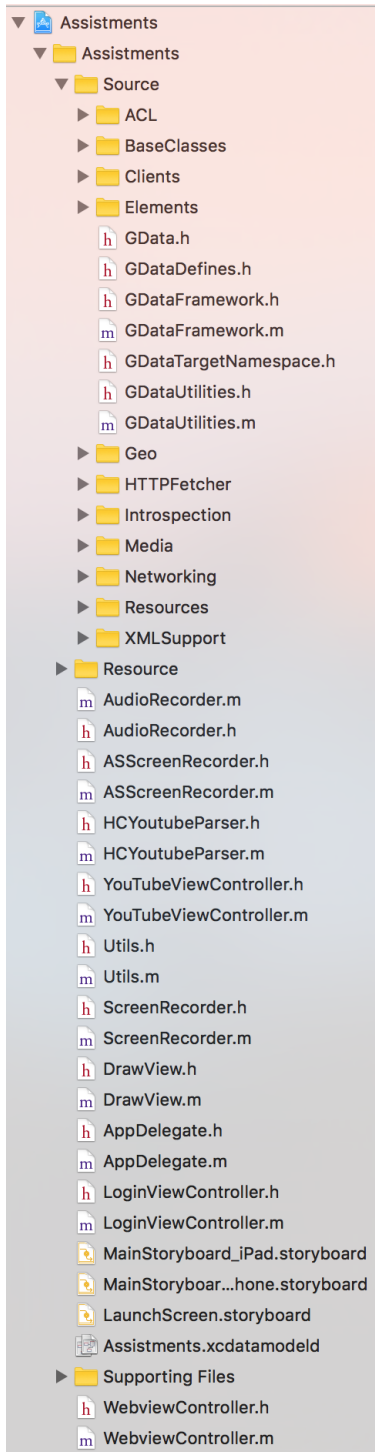 Assistments
Assistments
Source
ACL
BaseClasses
Clients
Elements
h GData.h
h GDataDefines.h
h GDataFramework.h
m GDataFramework.m
h GDataTargetNamespace.h
h GDataUtilities.h
m GDataUtilities.m
Geo
HTTPFetcher
Introspection
Media
Networking
Resources
XMLSupport
Resource
m AudioRecorder.m
h AudioRecorder.h
h ASScreenRecorder.h
m ASScreenRecorder.m
h HCYoutubeParser.h
m HCYoutubeParser.m
h YouTubeViewController.h
m YouTubeViewController.m
h Utils.h
m Utils.m
h ScreenRecorder.h
m ScreenRecorder.m
h DrawView.h
m DrawView.m
h AppDelegate.h
m AppDelegate.m
h LoginViewController.h
m LoginViewController.m
MainStoryboard_iPad.storyboard
MainStoryboar...hone.storyboard
LaunchScreen.storyboard
Assistments.xcdatamodeld
Supporting Files
h WebviewController.h
m WebviewController.m